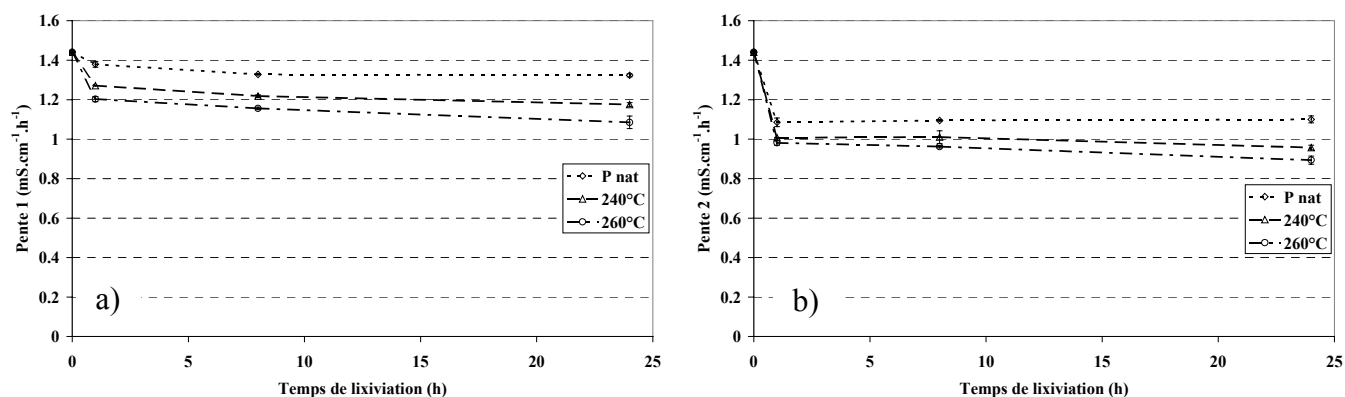 1.6
1.4
1.2
1
0.8
0.6
0.4
0.2
0
Pente 1 (mS.cm⁻¹.h⁻¹)
P nat
240°C
260°C
a)
0 5 10 15 20 25
Temps de lixiviation (h)
1.6
1.4
1.2
1
0.8
0.6
0.4
0.2
0
Pente 2 (mS.cm⁻¹.h⁻¹)
P nat
240°C
260°C
b)
0 5 10 15 20 25
Temps de lixiviation (h)